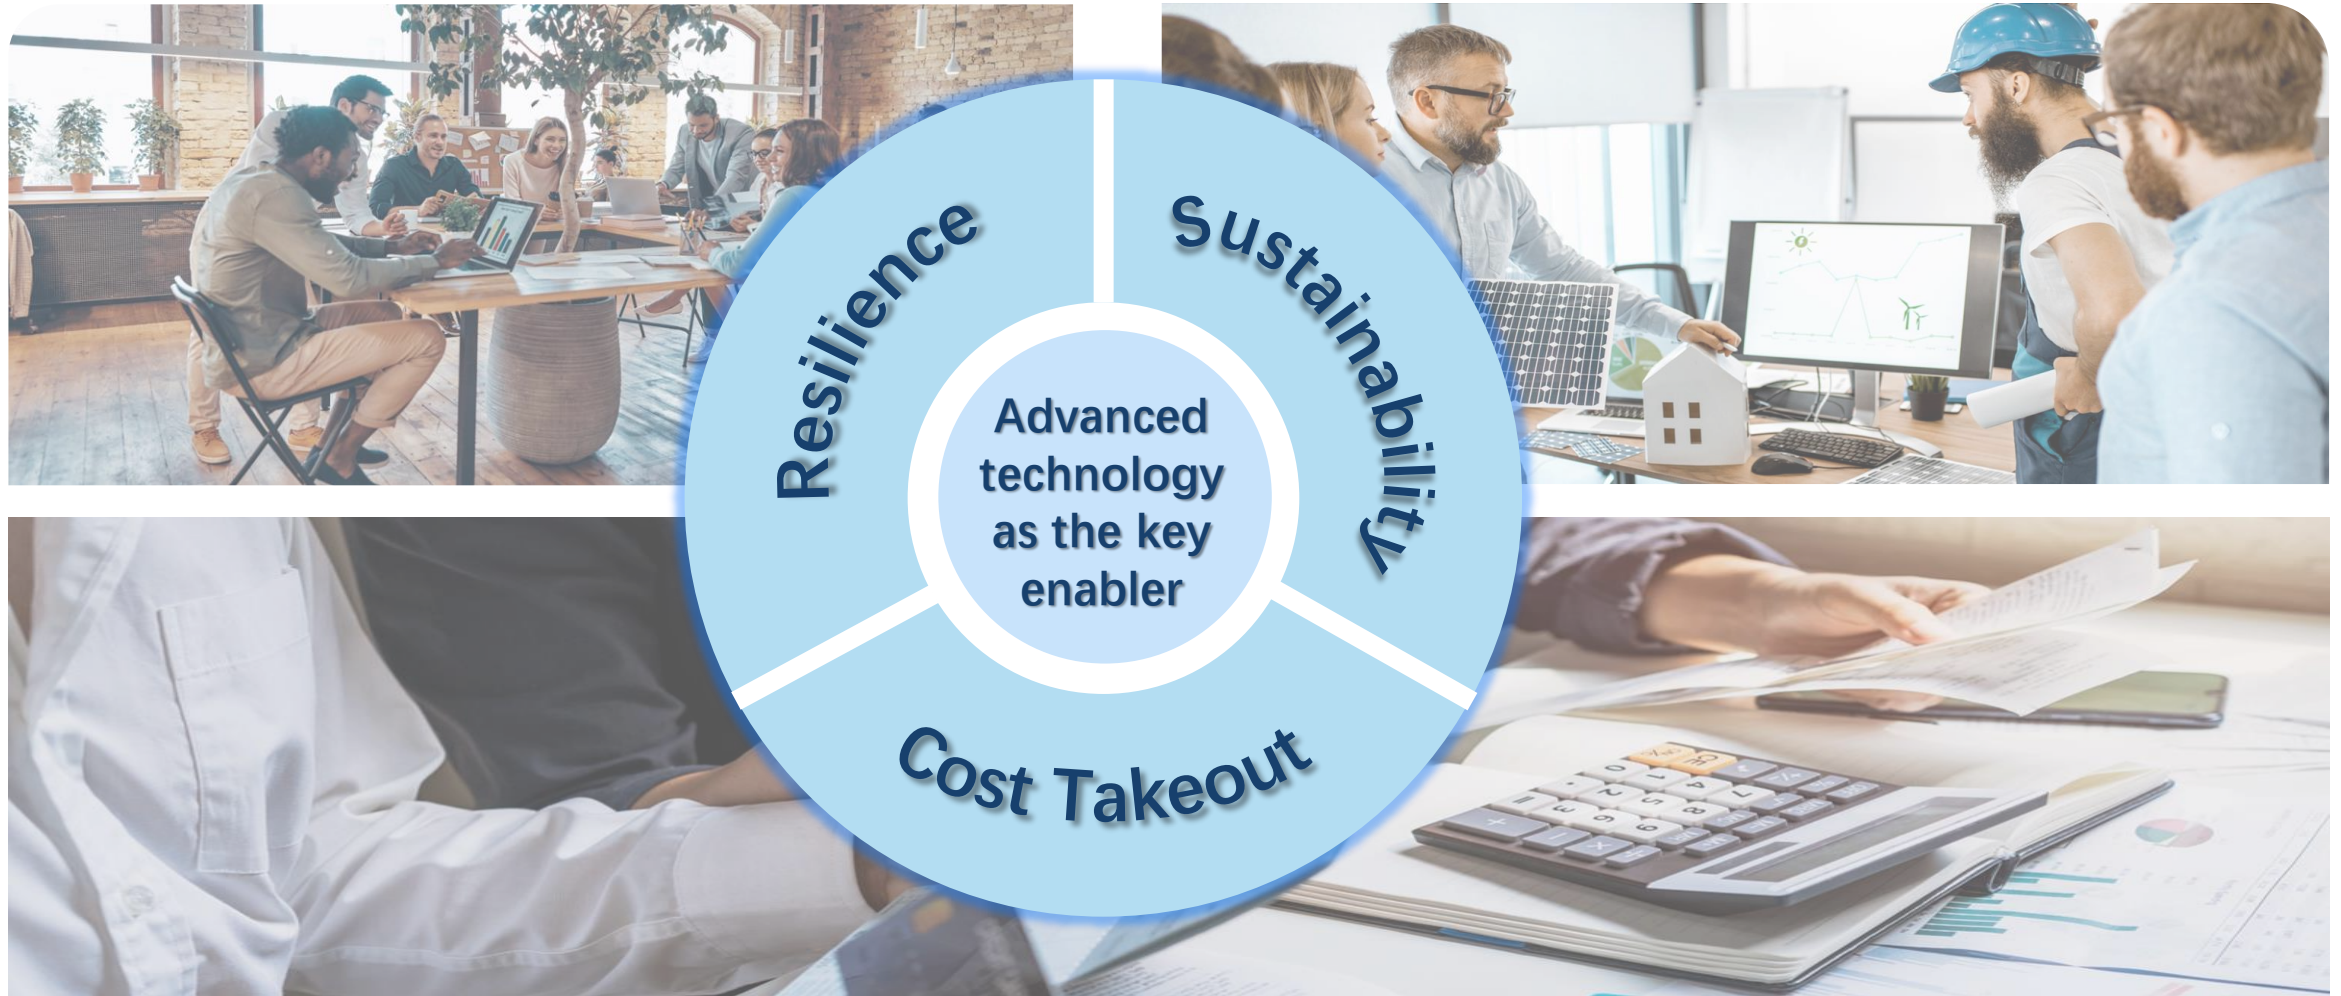 Resilience
Sustainability
Advanced
technology
as the key
enabler
Cost Takeout